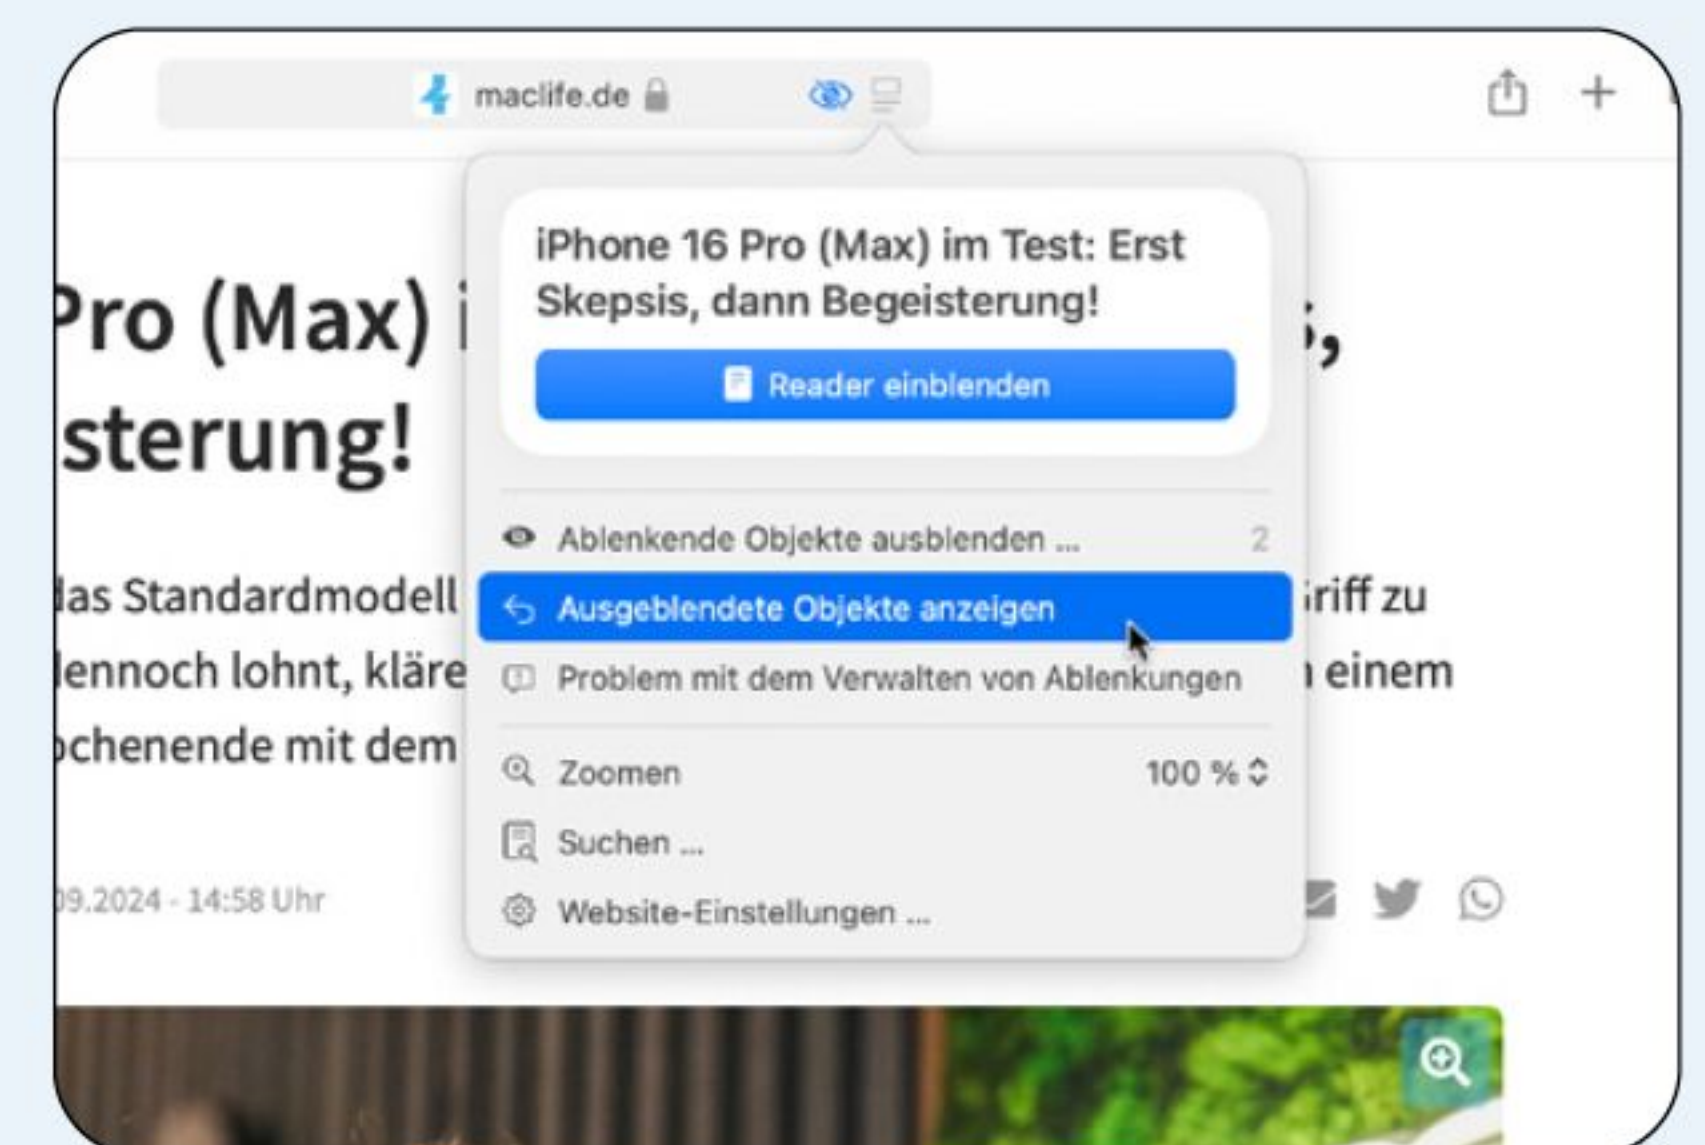 maclife.de
iPhone 16 Pro (Max) im Test: Erst
Skepsis, dann Begeisterung!
Reader einblenden
Ablenkende Objekte ausblenden ... 2
Ausgeblendete Objekte anzeigen
Problem mit dem Verwalten von Ablenkungen
Zoomen 100 %
Suchen ...
Website-Einstellungen ...
Pro (Max)
sterung!
das Standardmodell
zu
dennoch lohnt, kläre
einem
ochenende mit dem
09.2024 - 14:58 Uhr